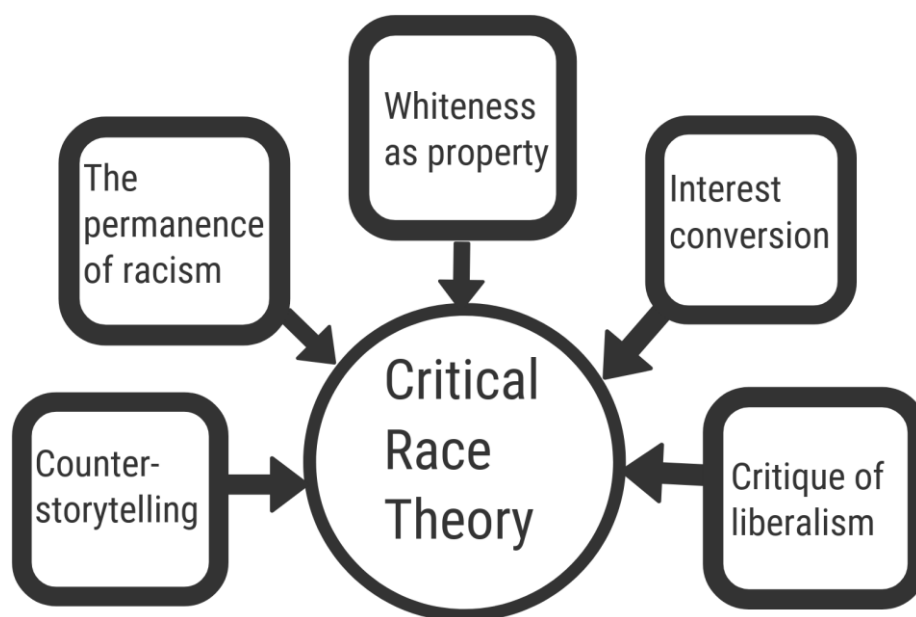 Counter-
storytelling
The
permanence
of racism
Whiteness
as property
Interest
conversion
Critique of
liberalism
Critical
Race
Theory